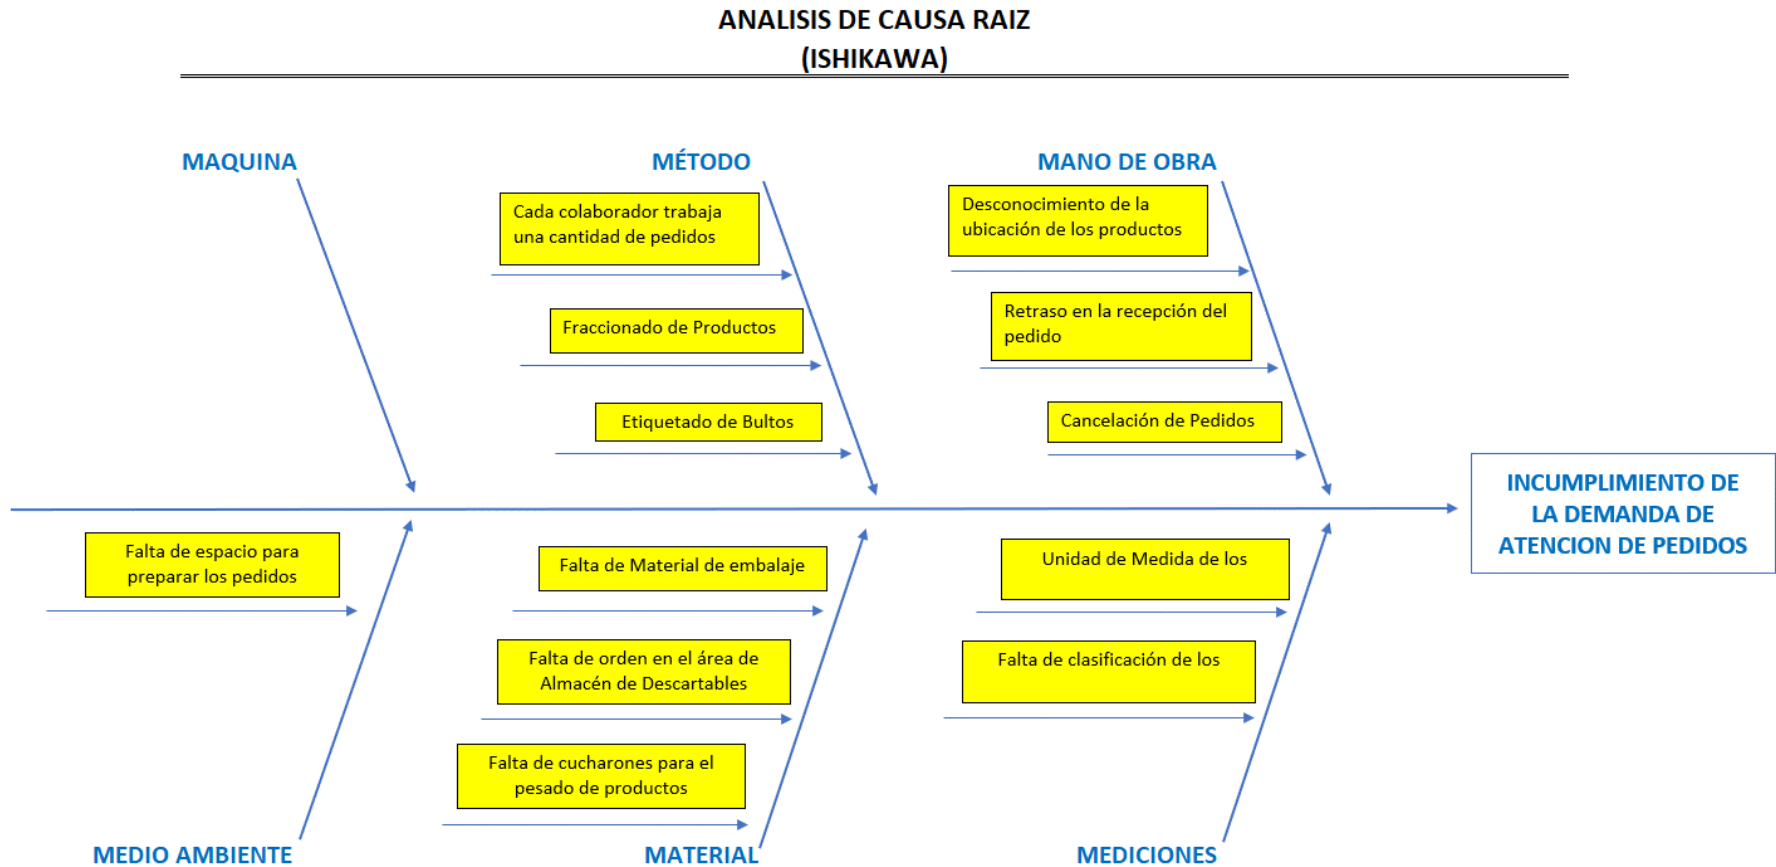 ANALISIS DE CAUSA RAIZ
(ISHIKAWA)
MAQUINA
MÉTODO
MANO DE OBRA
Cada colaborador trabaja
una cantidad de pedidos
Fraccionado de Productos
Etiquetado de Bultos
Desconocimiento de la
ubicación de los productos
Retraso en la recepción del
pedido
Cancelación de Pedidos
INCUMPLIMIENTO DE
LA DEMANDA DE
ATENCION DE PEDIDOS
Falta de espacio para
preparar los pedidos
Falta de Material de embalaje
Falta de orden en el área de
Almacén de Descartables
Falta de cucharones para el
pesado de productos
Unidad de Medida de los
Falta de clasificación de los
MEDIO AMBIENTE
MATERIAL
MEDICIONES